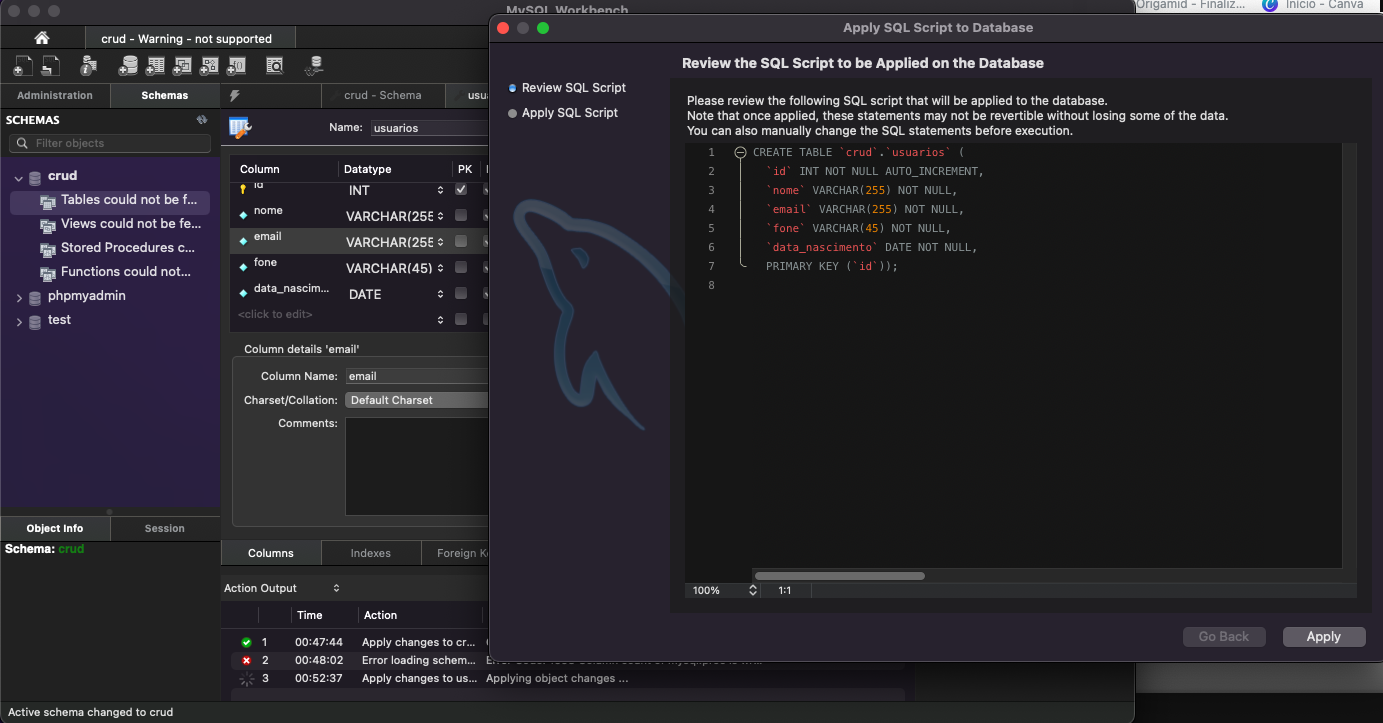 MySQL Workbench
Origamid - Finaliz...
Início - Canva
crud - Warning - not supported
Apply SQL Script to Database
Administration
Schemas
crud - Schema
SCHEMAS
Filter objects
crud
Tables could not be f...
Views could not be fe...
Stored Procedures c...
Functions could not...
phpmyadmin
test
Name:
usuarios
Column
Datatype
PK
id
INT
nome
VARCHAR(255
email
VARCHAR(255
fone
VARCHAR(45)
data_nascim...
DATE
<click to edit>
Column details 'email'
Column Name:
email
Charset/Collation:
Default Charset
Comments:
Columns
Indexes
Object Info
Session
Schema: crud
Action Output
Time
Action
1 00:47:44 Apply changes to cr...
2 00:48:02 Error loading schem...
3 00:52:37 Apply changes to us... Applying object changes ...
Active schema changed to crud
Review SQL Script
Apply SQL Script
Review the SQL Script to be Applied on the Database
Please review the following SQL script that will be applied to the database.
Note that once applied, these statements may not be revertible without losing some of the data.
You can also manually change the SQL statements before execution.
1 CREATE TABLE `crud`.`usuarios` (
2 `id` INT NOT NULL AUTO_INCREMENT,
3 `nome` VARCHAR(255) NOT NULL,
4 `email` VARCHAR(255) NOT NULL,
5 `fone` VARCHAR(45) NOT NULL,
6 `data_nascimento` DATE NOT NULL,
7 PRIMARY KEY (`id`));
8
100%
1:1
Go Back
Apply